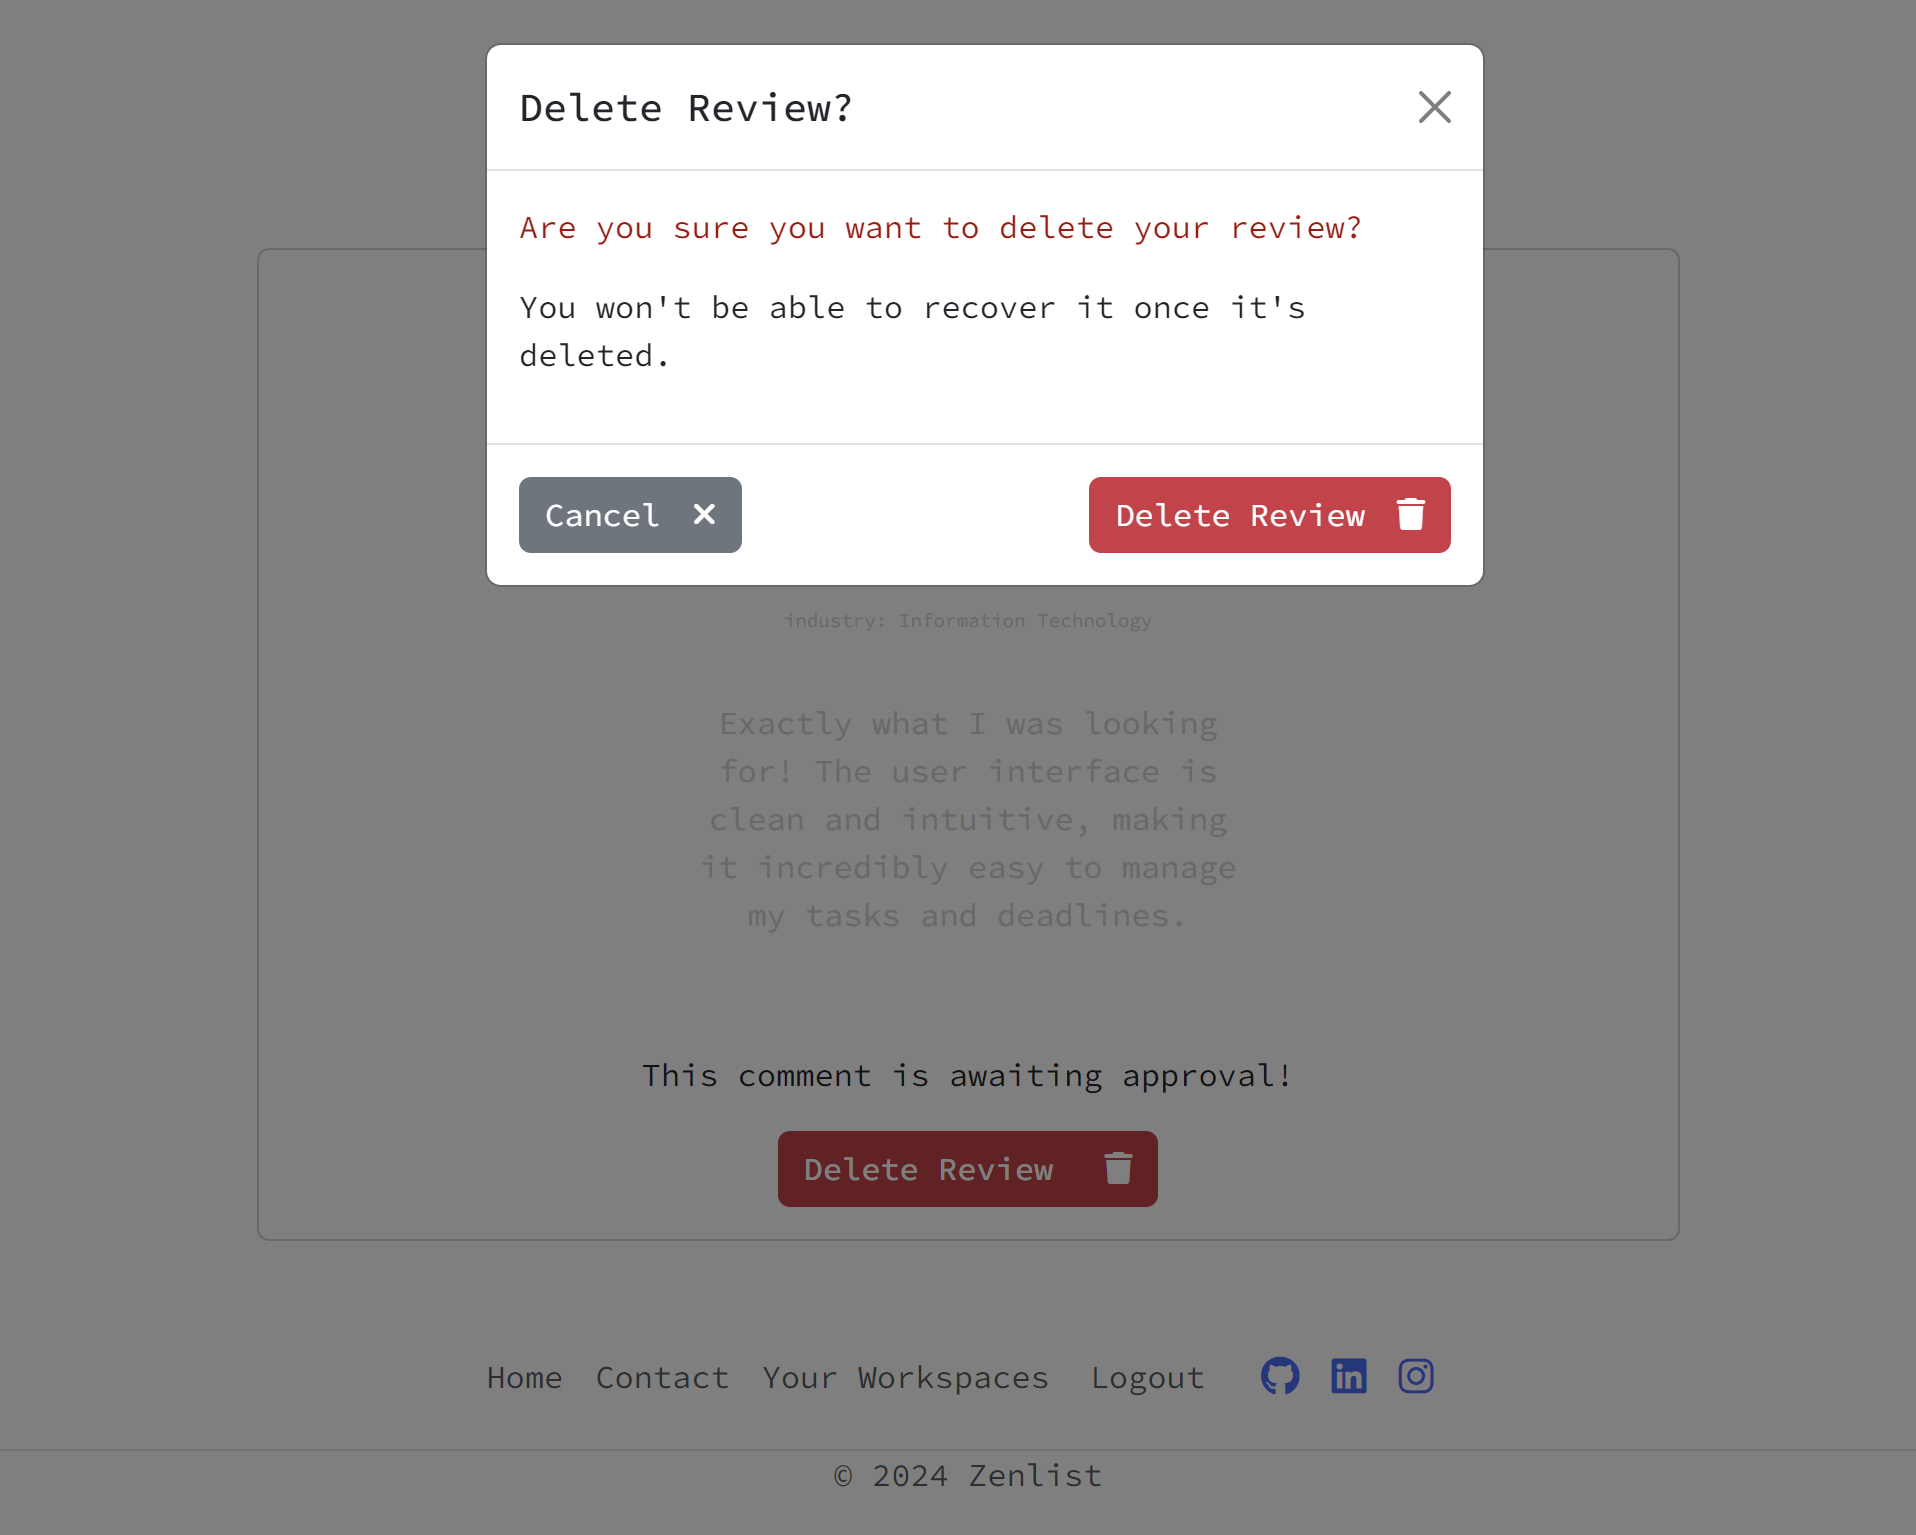 Delete Review?
Are you sure you want to delete your review?
You won't be able to recover it once it's
deleted.
Cancel
Delete Review
industry: Information Technology
Exactly what I was looking
for! The user interface is
clean and intuitive, making
it incredibly easy to manage
my tasks and deadlines.
This comment is awaiting approval!
Delete Review
Home Contact Your Workspaces Logout
© 2024 Zenlist